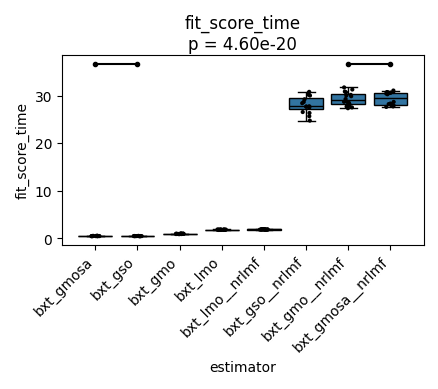 fit_score_time
p = 4.60e-20
fit_score_time
30
20
10
0
bxt_gmosa
bxt_gso
bxt_gmo
bxt_lmo
bxt_lmo__nrlmf
bxt_gso__nrlmf
bxt_gmo__nrlmf
bxt_gmosa__nrlmf
estimator